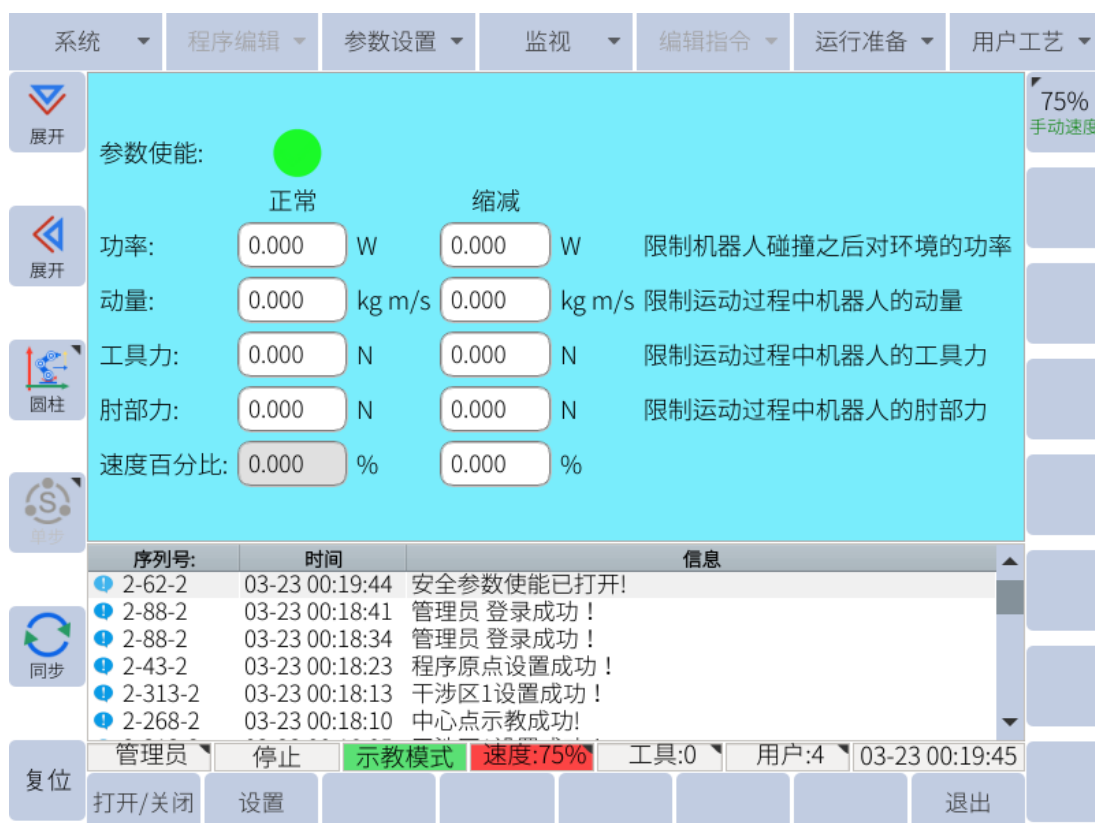 系统 程序编辑 参数设置 监视 编辑指令 运行准备 用户工艺
展开
75%
手动速度
参数使能:
正常 缩减
展开
功率: 0.000 W 0.000 W 限制机器人碰撞之后对环境的功率
动量: 0.000 kg m/s 0.000 kg m/s 限制运动过程中机器人的动量
工具力: 0.000 N 0.000 N 限制运动过程中机器人的工具力
圆柱
肘部力: 0.000 N 0.000 N 限制运动过程中机器人的肘部力
速度百分比: 0.000 % 0.000 %
S
单步
序列号: 时间 信息
2-62-2 03-23 00:19:44 安全参数使能已打开!
2-88-2 03-23 00:18:41 管理员 登录成功！
2-88-2 03-23 00:18:34 管理员 登录成功！
2-43-2 03-23 00:18:23 程序原点设置成功！
同步
2-313-2 03-23 00:18:13 干涉区1设置成功！
2-268-2 03-23 00:18:10 中心点示教成功!
管理员 停止 示教模式 速度:75% 工具:0 用户:4 03-23 00:19:45
复位
打开/关闭 设置 退出